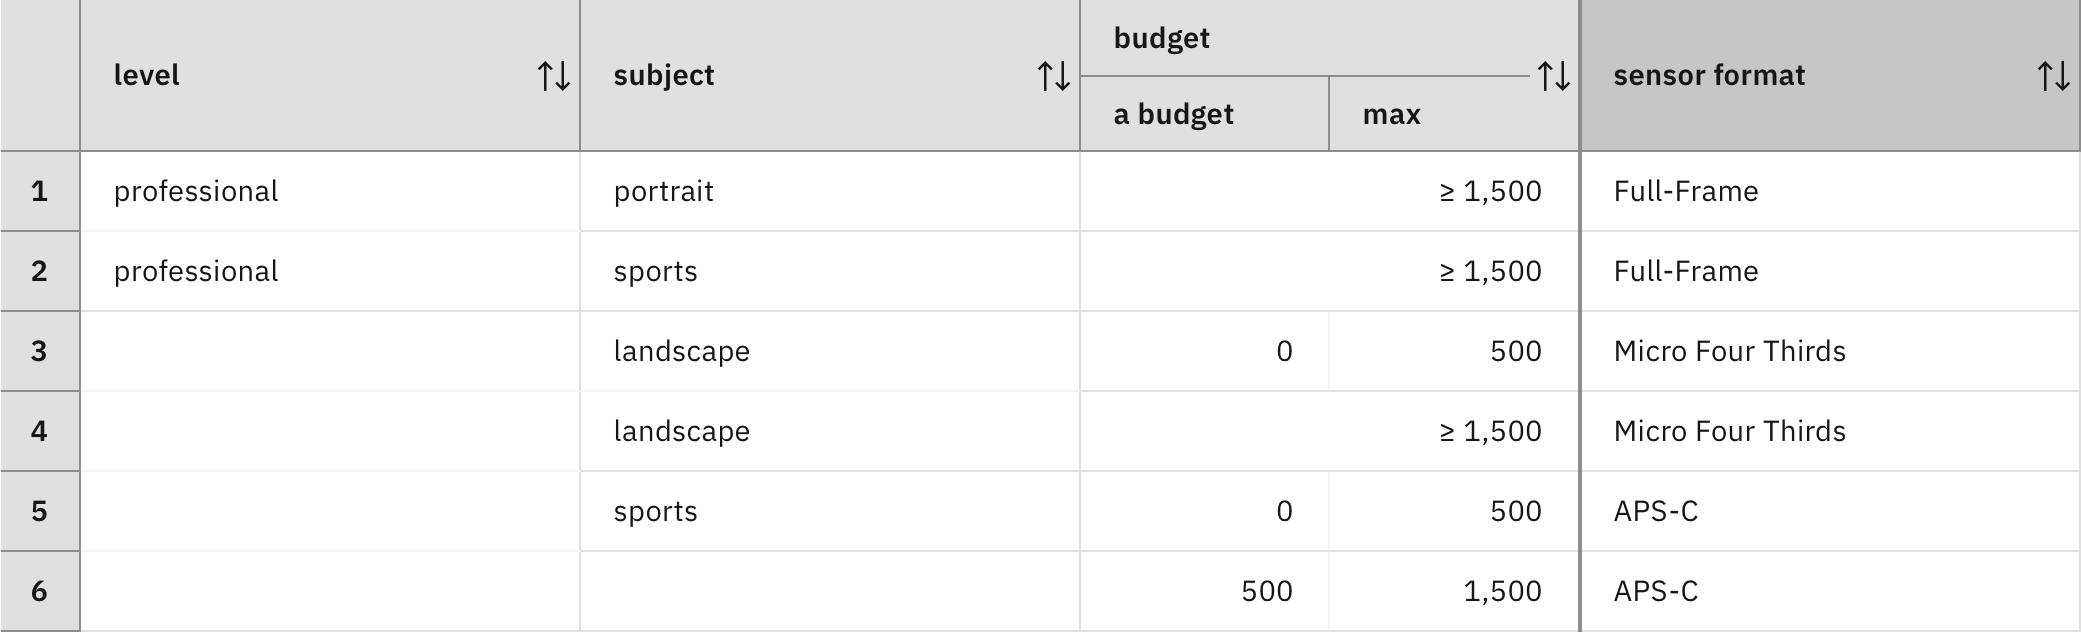 level subject budget sensor format
a budget max
1 professional portrait ≥ 1,500 Full-Frame
2 professional sports ≥ 1,500 Full-Frame
3 landscape 0 500 Micro Four Thirds
4 landscape ≥ 1,500 Micro Four Thirds
5 sports 0 500 APS-C
6 500 1,500 APS-C